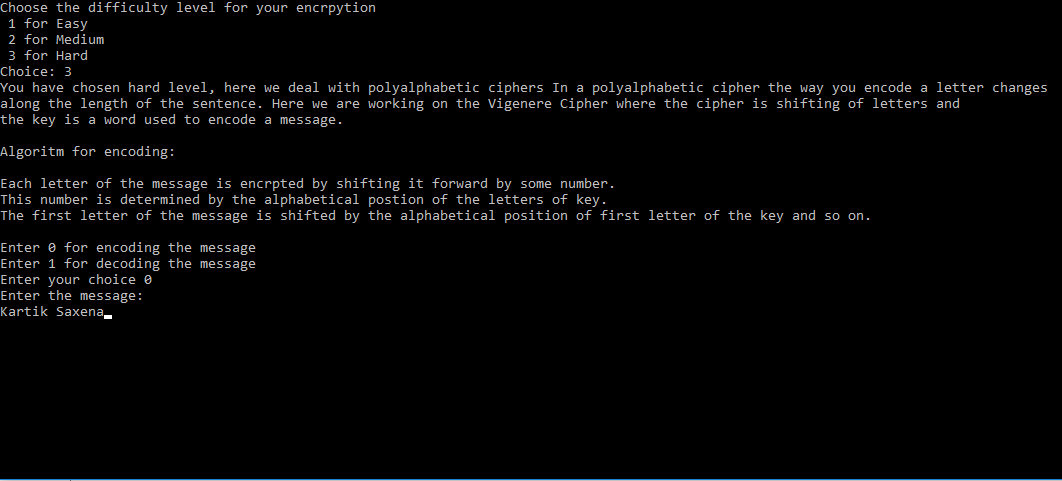 Choose the difficulty level for your encrpytion
1 for Easy
2 for Medium
3 for Hard
Choice: 3
You have chosen hard level, here we deal with polyalphabetic ciphers In a polyalphabetic cipher the way you encode a letter changes
along the length of the sentence. Here we are working on the Vigenere Cipher where the cipher is shifting of letters and
the key is a word used to encode a message.
Algoritm for encoding:
Each letter of the message is encrpted by shifting it forward by some number.
This number is determined by the alphabetical postion of the letters of key.
The first letter of the message is shifted by the alphabetical position of first letter of the key and so on.
Enter 0 for encoding the message
Enter 1 for decoding the message
Enter your choice 0
Enter the message:
Kartik Saxena